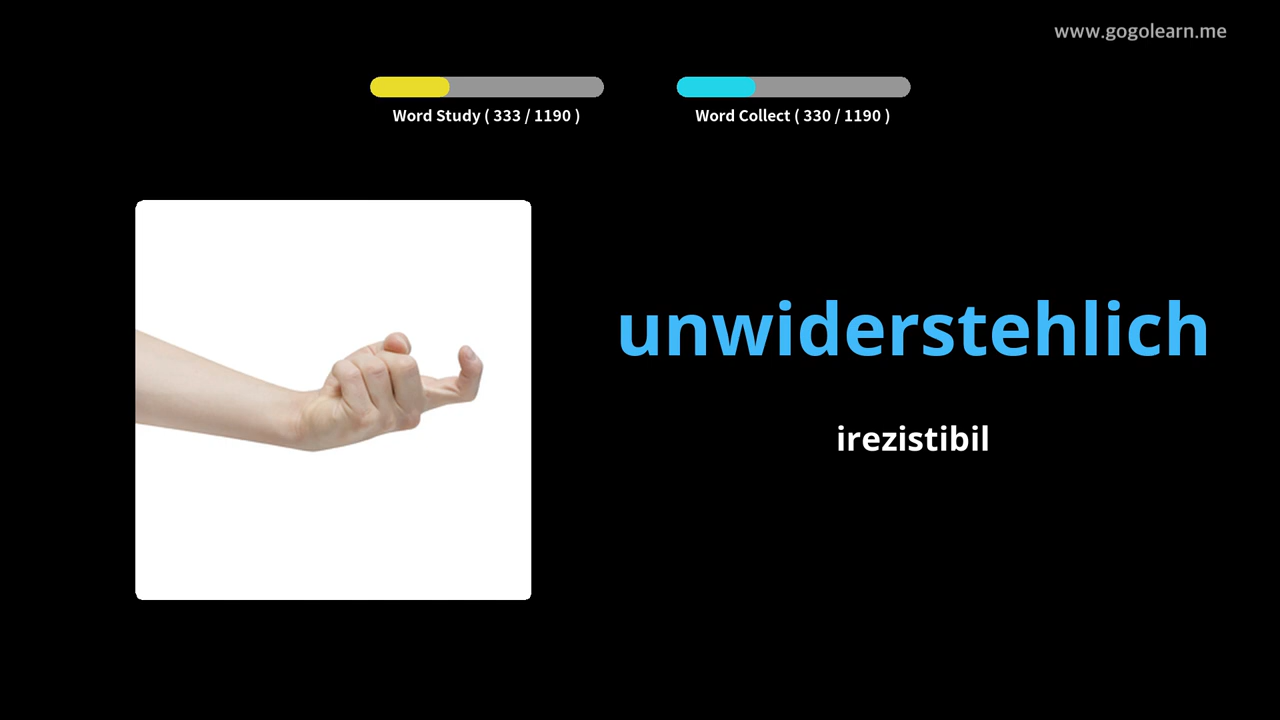 www.gogolearn.me
Word Study ( 333 / 1190 )
Word Collect ( 330 / 1190 )
unwiderstehlich
irezistibil